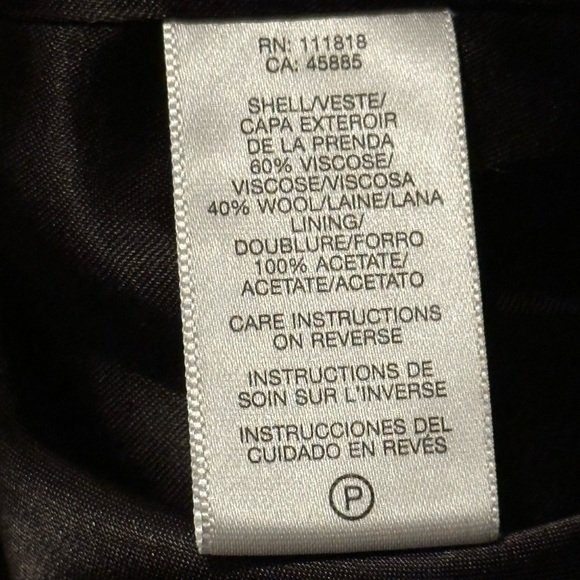 RN: 111818
CA: 45885
SHELL/VESTE/
CAPA EXTEROIR
DE LA PRENDA
60% VISCOSE/
VISCOSE/VISCOSA
40% WOOL/LAINE/LANA
LINING/
DOUBLURE/FORRO
100% ACETATE/
ACETATE/ACETATO
CARE INSTRUCTIONS
ON REVERSE
INSTRUCTIONS DE
SOIN SUR L'INVERSE
INSTRUCCIONES DEL
CUIDADO EN REVÉS
P